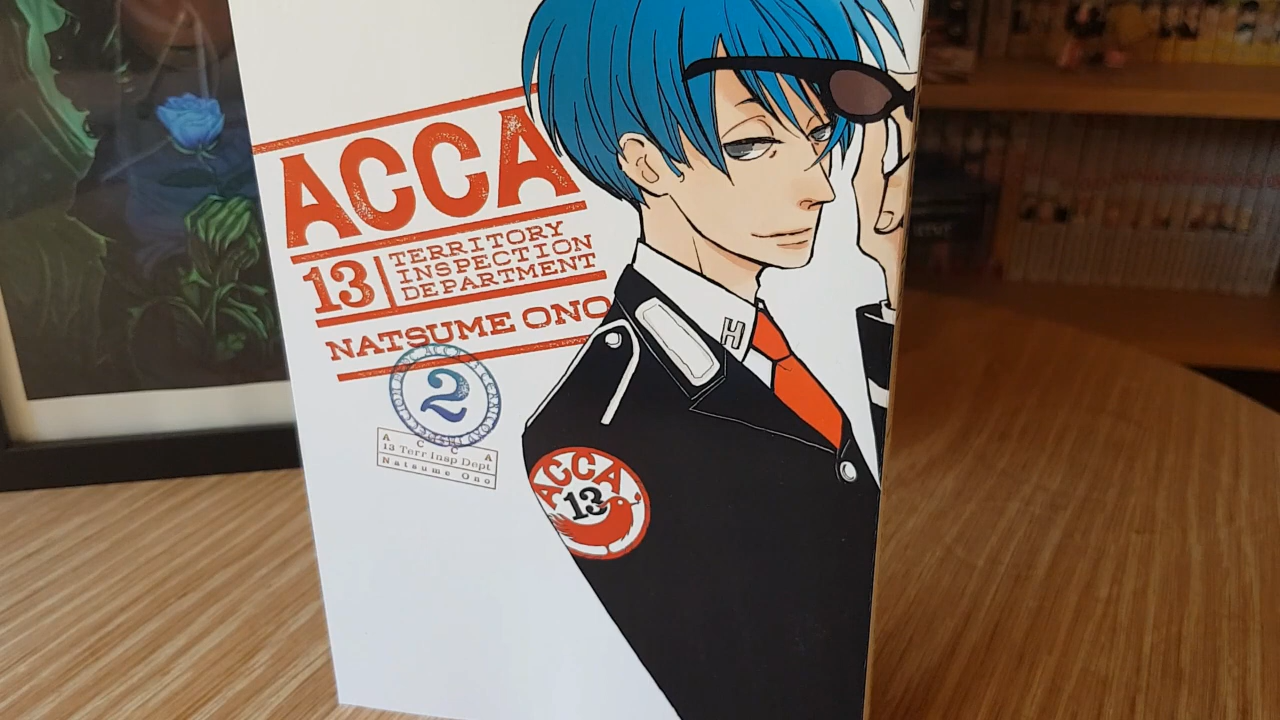 ACCA
13 TERRITORY
INSPECTION
DEPARTMENT
NATSUME ONO
2
A C C A
13 Terr Insp Dept
Natsume Ono
H
ACCA
13